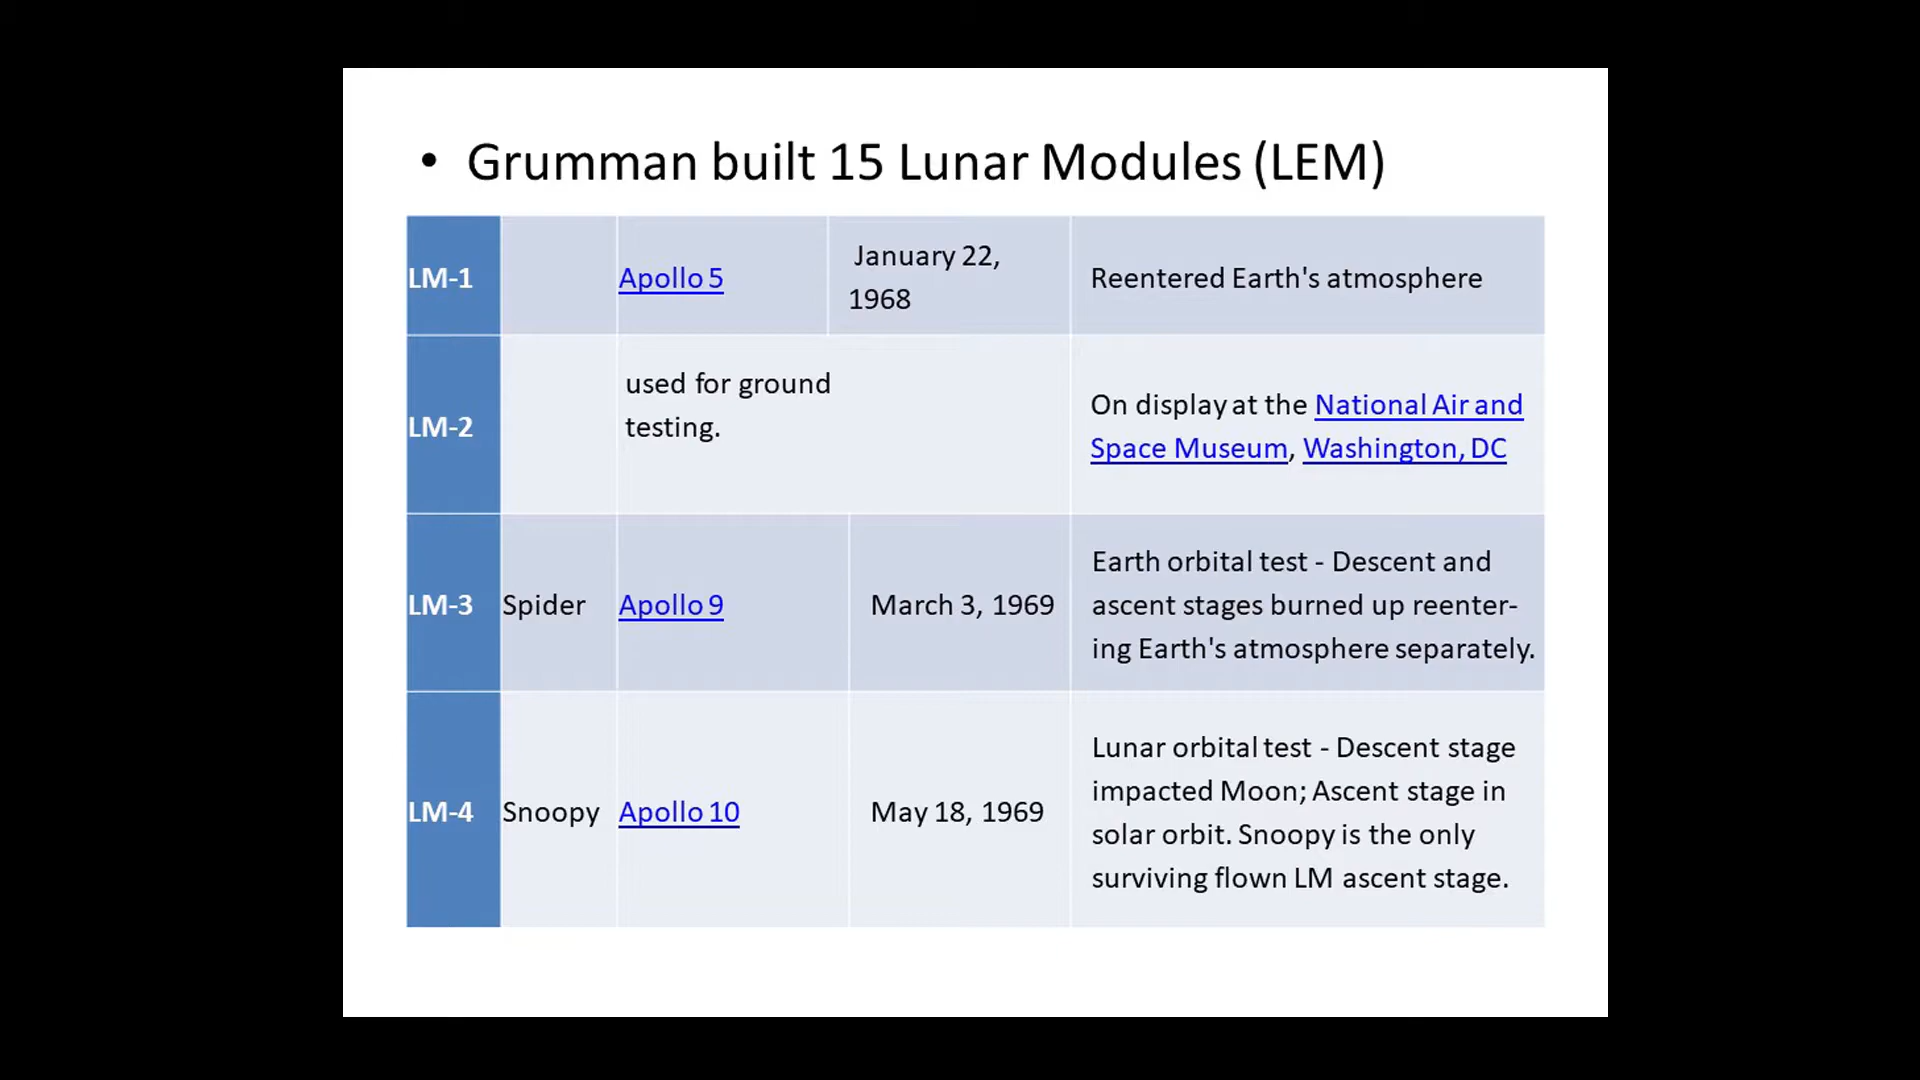 • Grumman built 15 Lunar Modules (LEM)
LM-1
Apollo 5
January 22,
1968
Reentered Earth's atmosphere
LM-2
used for ground
testing.
On display at the National Air and
Space Museum, Washington, DC
LM-3
Spider
Apollo 9
March 3, 1969
Earth orbital test - Descent and
ascent stages burned up reenter-
ing Earth's atmosphere separately.
LM-4
Snoopy
Apollo 10
May 18, 1969
Lunar orbital test - Descent stage
impacted Moon; Ascent stage in
solar orbit. Snoopy is the only
surviving flown LM ascent stage.